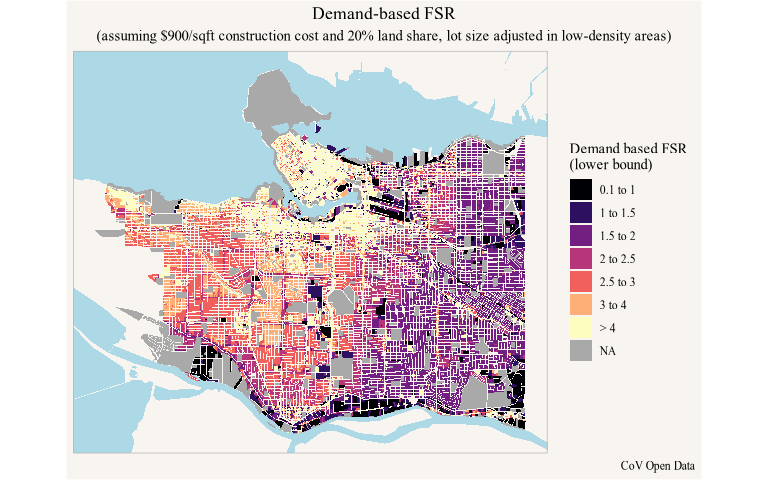 Demand-based FSR
(assuming $900/sqft construction cost and 20% land share, lot size adjusted in low-density areas)
Demand based FSR
(lower bound)
0.1 to 1
1 to 1.5
1.5 to 2
2 to 2.5
2.5 to 3
3 to 4
> 4
NA
CoV Open Data